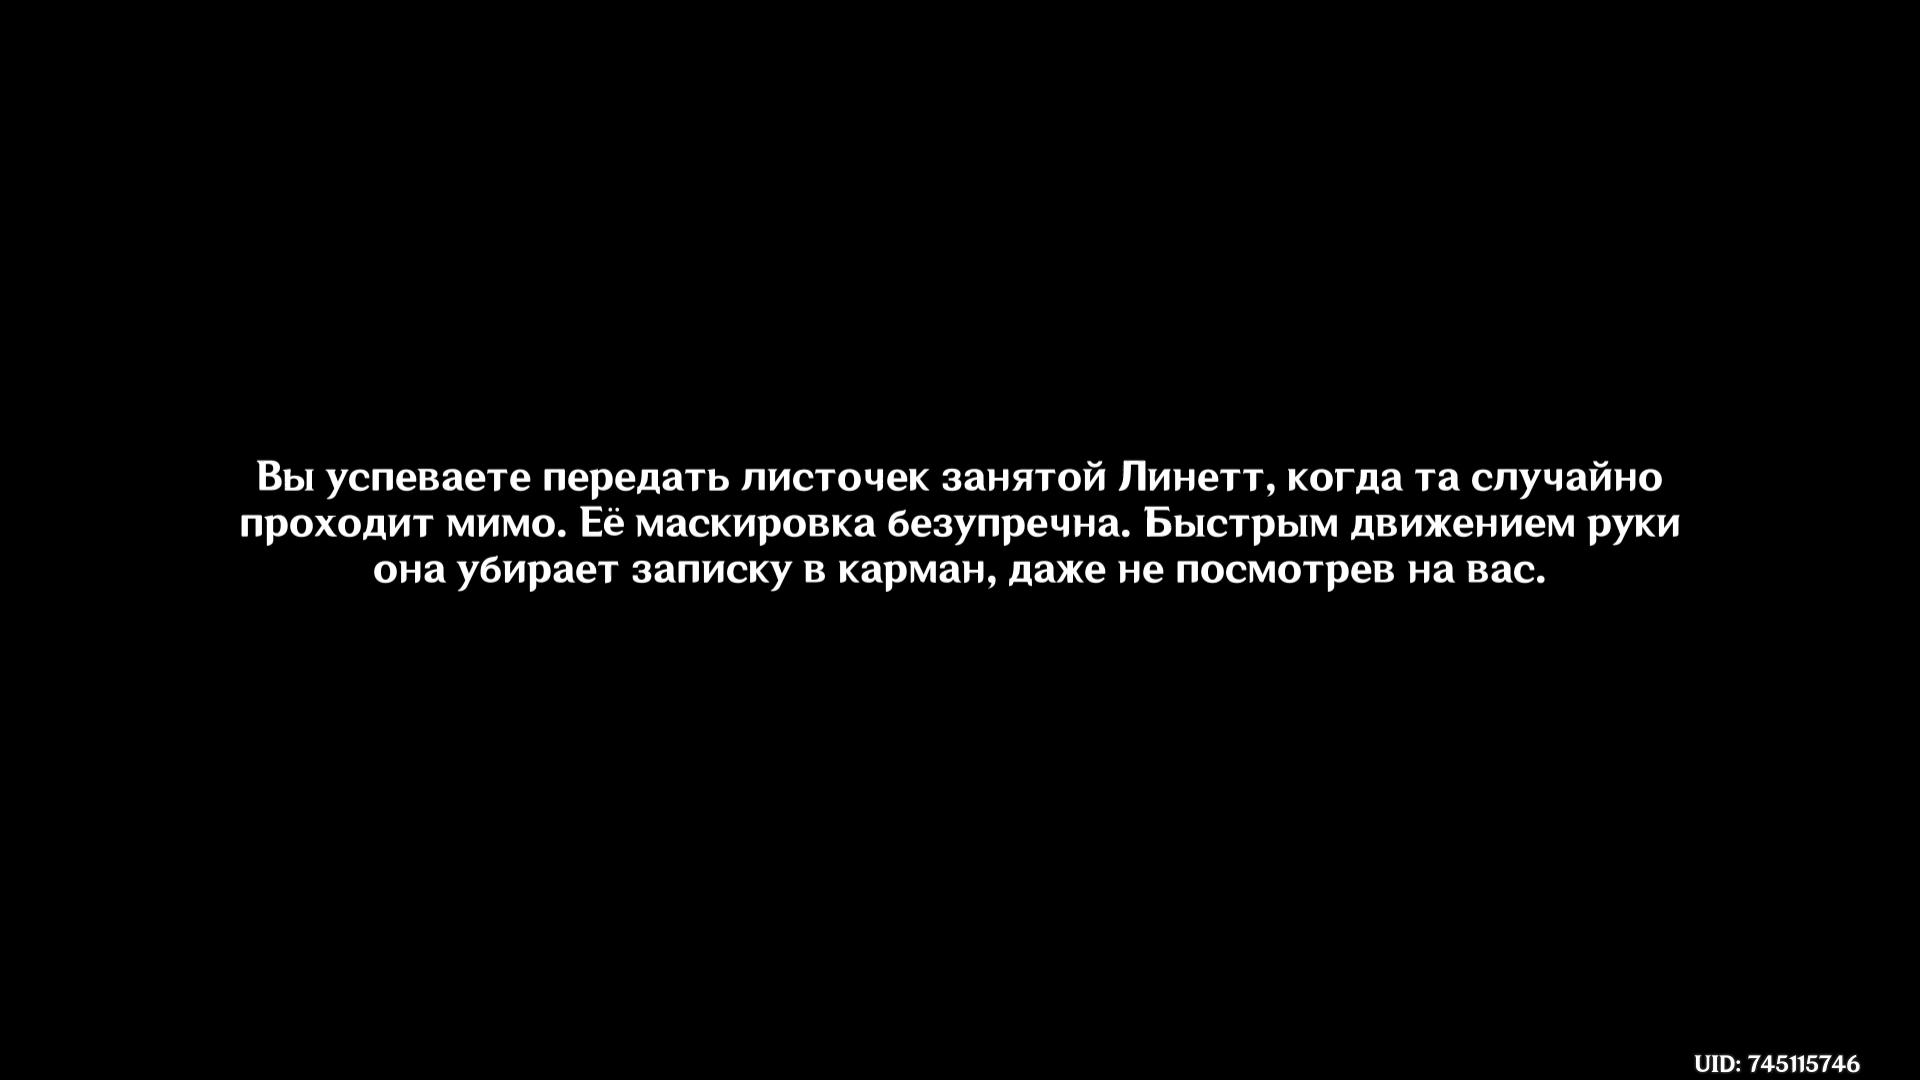 Вы успеваете передать листочек занятой Линетт, когда та случайно
проходит мимо. Её маскировка безупречна. Быстрым движением руки
она убирает записку в карман, даже не посмотрев на вас.
UID: 745115746